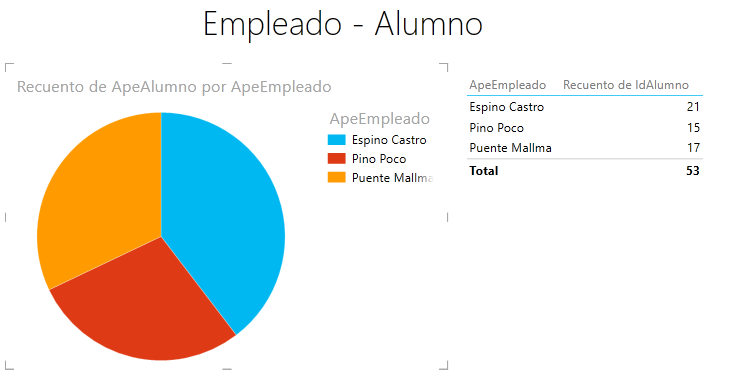 Empleado - Alumno
Recuento de ApeAlumno por ApeEmpleado
ApeEmpleado
Espino Castro
Pino Poco
Puente Mallma
ApeEmpleado Recuento de IdAlumno
Espino Castro 21
Pino Poco 15
Puente Mallma 17
Total 53